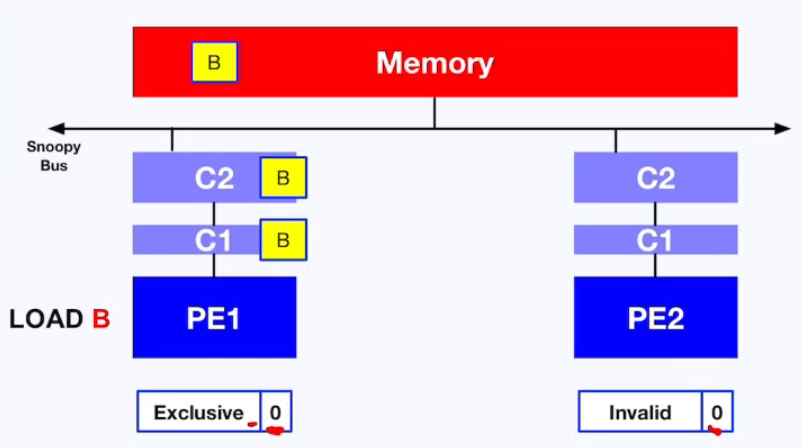 B Memory
Snoopy
Bus
C2 B C2
C1 B C1
LOAD B PE1 PE2
Exclusive 0 Invalid 0